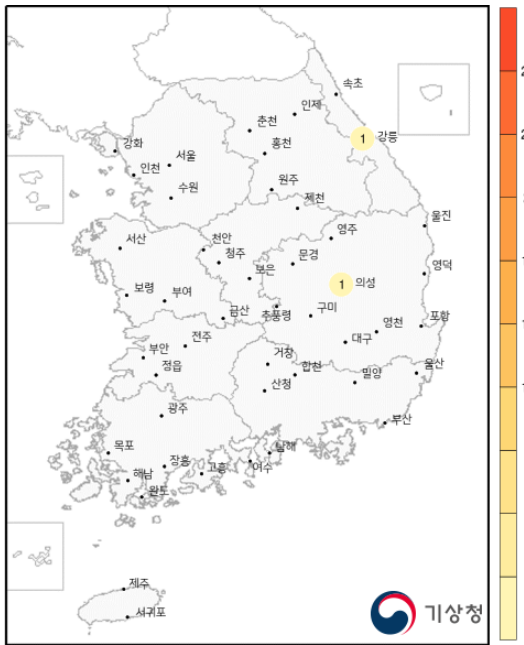 속초
인제
춘천
1 강릉
홍천
강화
서울
인천
원주
수원
제천
울진
영주
서산
천안
청주
문경
보은
영덕
1 의성
보령
부여
추풍령
구미
금산
포항
영천
대구
전주
부안
거창
합천
울산
정읍
밀양
산청
광주
부산
목포
남해
장흥
고흥
여수
해남
완도
제주
서귀포
기상청